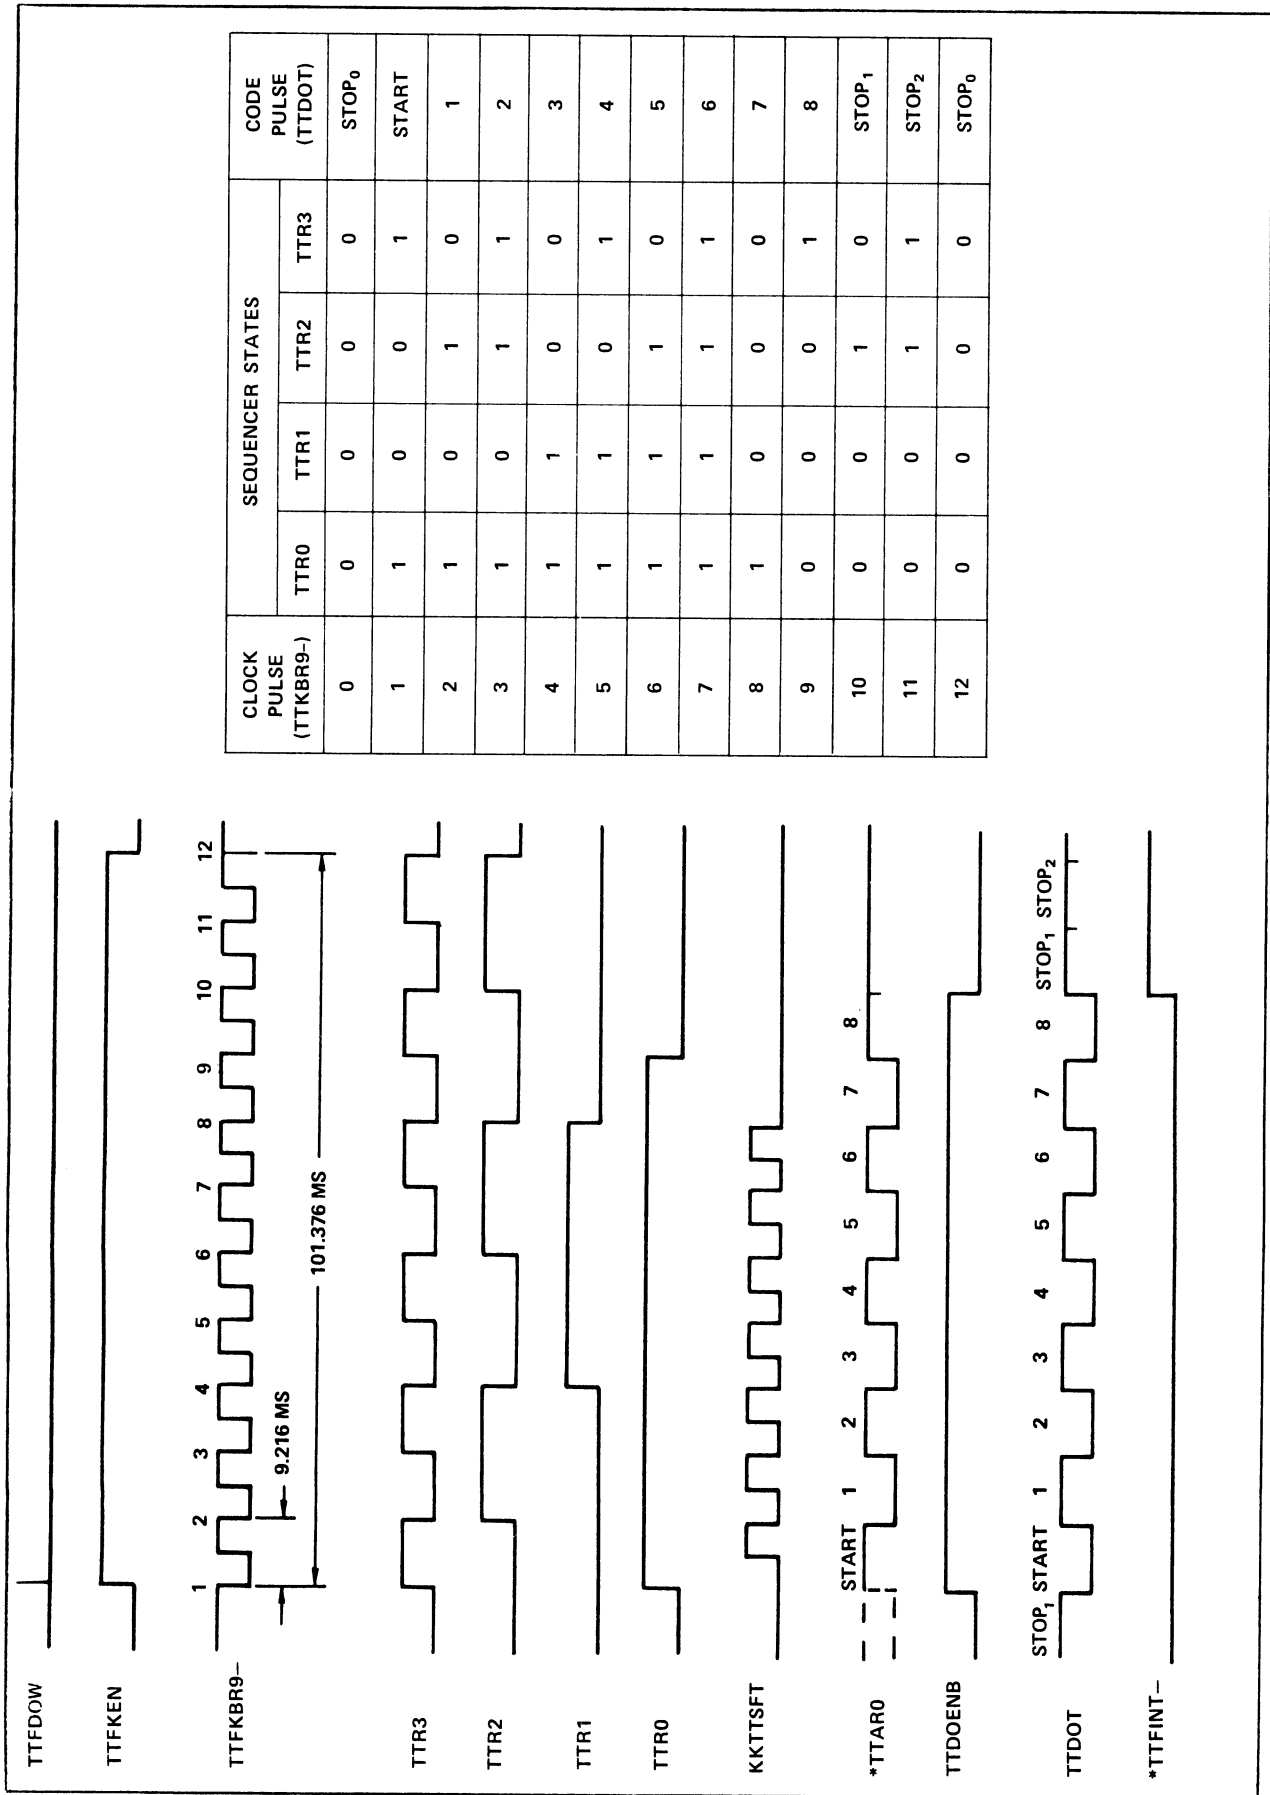 TTFDOW
TTFKEN
TTFKBR9–
1 2 3 4 5 6 7 8 9 10 11 12
9.216 MS
101.376 MS
TTR3
TTR2
TTR1
TTR0
KKTTSFT
*TTAR0
START 1 2 3 4 5 6 7 8
TTDOENB
TTDOT
STOP₁ START 1 2 3 4 5 6 7 8 STOP₁ STOP₂
*TTFINT–
CLOCK PULSE (TTKBR9–) SEQUENCER STATES CODE PULSE (TTDOT)
TTR0 TTR1 TTR2 TTR3
0 0 0 0 0 STOP₀
1 1 0 0 1 START
2 1 0 1 0 1
3 1 0 1 1 2
4 1 1 0 0 3
5 1 1 0 1 4
6 1 1 1 0 5
7 1 1 1 1 6
8 1 0 0 0 7
9 0 0 0 1 8
10 0 0 1 0 STOP₁
11 0 0 1 1 STOP₂
12 0 0 0 0 STOP₀